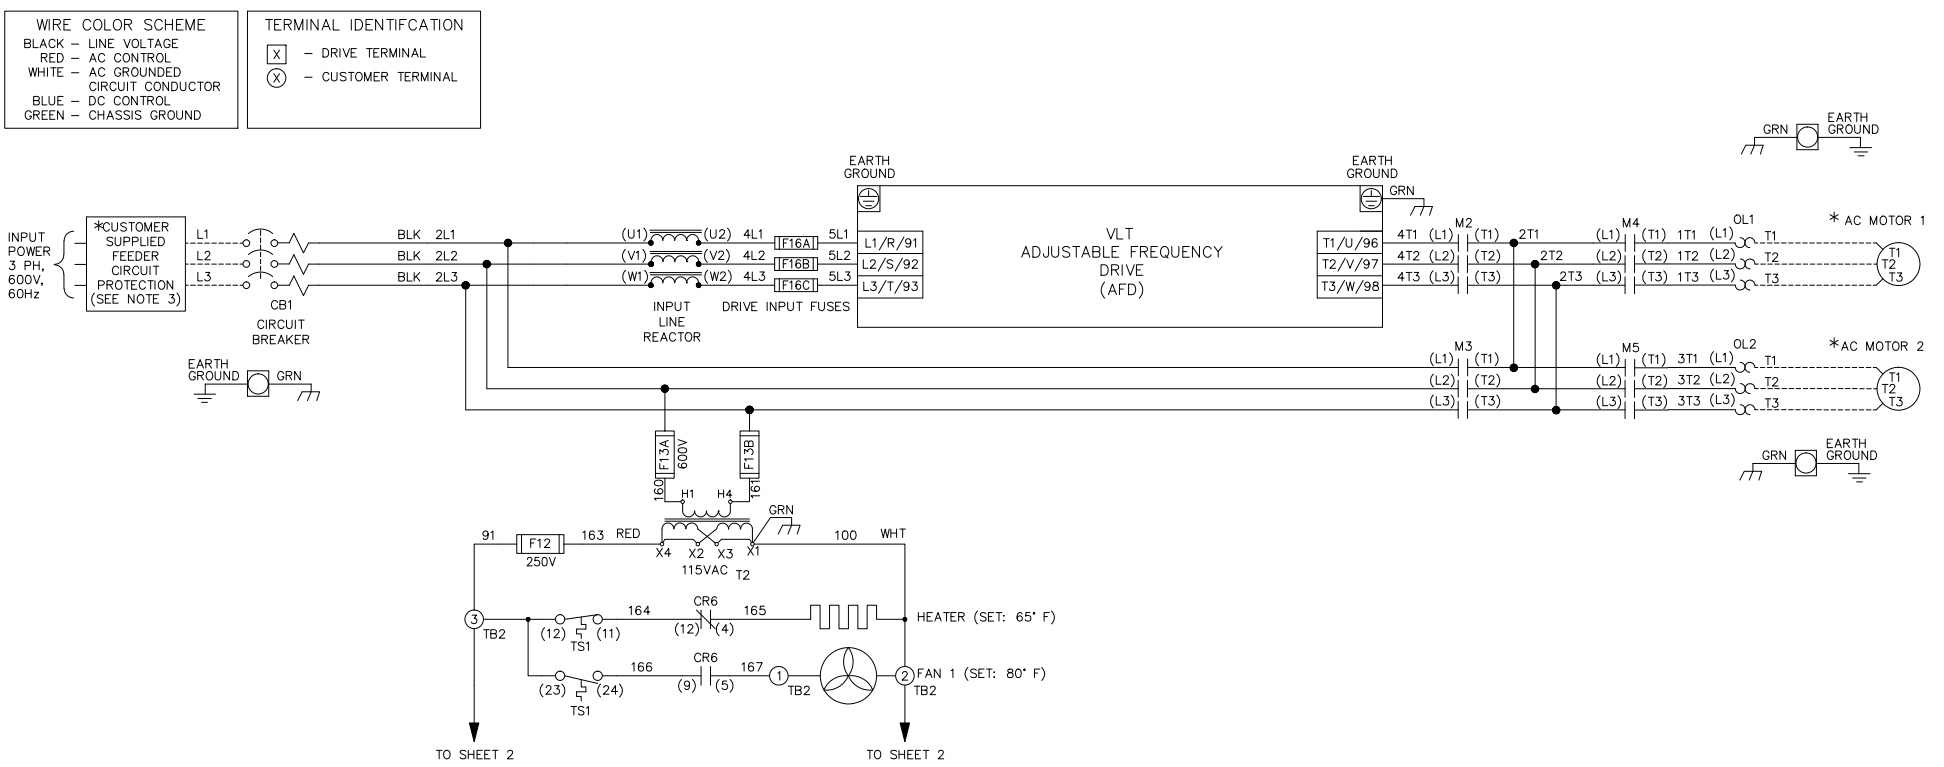 WIRE COLOR SCHEME
BLACK – LINE VOLTAGE
RED – AC CONTROL
WHITE – AC GROUNDED
CIRCUIT CONDUCTOR
BLUE – DC CONTROL
GREEN – CHASSIS GROUND
TERMINAL IDENTIFCATION
X – DRIVE TERMINAL
X – CUSTOMER TERMINAL
GRN
EARTH
GROUND
EARTH
GROUND
EARTH
GROUND
GRN
INPUT
POWER
3 PH,
600V,
60Hz
*CUSTOMER
SUPPLIED
FEEDER
CIRCUIT
PROTECTION
(SEE NOTE 3)
L1
L2
L3
CB1
CIRCUIT
BREAKER
BLK 2L1
BLK 2L2
BLK 2L3
(U1) (U2) 4L1 F16A 5L1 L1/R/91
(V1) (V2) 4L2 F16B 5L2 L2/S/92
(W1) (W2) 4L3 F16C 5L3 L3/T/93
INPUT
LINE
REACTOR
DRIVE INPUT FUSES
VLT
ADJUSTABLE FREQUENCY
DRIVE
(AFD)
M2 M4 OL1 * AC MOTOR 1
T1/U/96 4T1 (L1) (T1) 2T1 (L1) (T1) 1T1 (L1) T1
T2/V/97 4T2 (L2) (T2) 2T2 (L2) (T2) 1T2 (L2) T2
T3/W/98 4T3 (L3) (T3) 2T3 (L3) (T3) 1T3 (L3) T3
T1
T2
T3
M3 M5 OL2 *AC MOTOR 2
(L1) (T1) (L1) (T1) 3T1 (L1) T1
(L2) (T2) (L2) (T2) 3T2 (L2) T2
(L3) (T3) (L3) (T3) 3T3 (L3) T3
T1
T2
T3
EARTH
GROUND GRN
GRN
EARTH
GROUND
F13A
600V
F13B
160
161
H1 H4
GRN
91 F12 163 RED
250V
X4 X2 X3 X1
100 WHT
115VAC T2
3
TB2
(12) (11)
TS1
164
CR6
(12) (4)
165
HEATER (SET: 65° F)
(23) (24)
TS1
166
CR6
(9) (5)
167
1
TB2
2
TB2
FAN 1 (SET: 80° F)
TO SHEET 2
TO SHEET 2